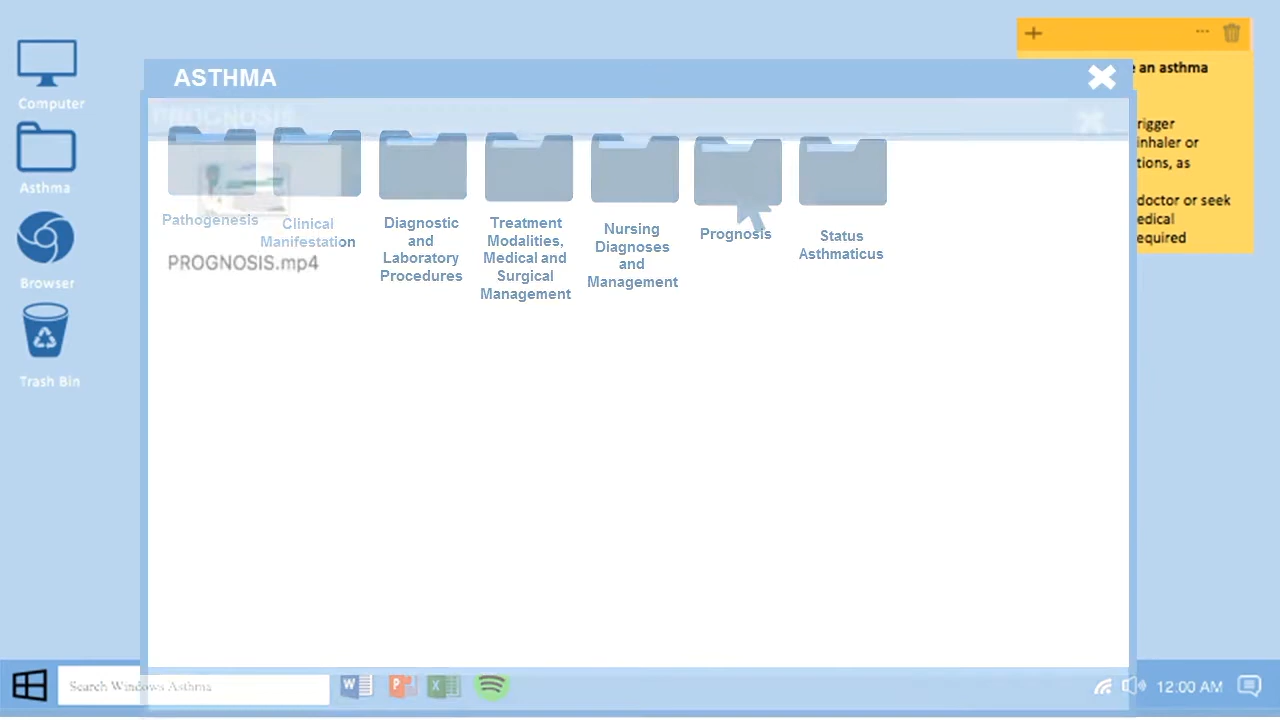 Computer
Asthma
Browser
Trash Bin
ASTHMA
PROGNOSIS
Pathogenesis
Clinical
Manifestation
Diagnostic
and
Laboratory
Procedures
Treatment
Modalities,
Medical and
Surgical
Management
Nursing
Diagnoses
and
Management
Prognosis
Status
Asthmaticus
PROGNOSIS.mp4
e an asthma
rigger
inhaler or
tions, as
doctor or seek
edical
equired
Search Windows Asthma
12:00 AM